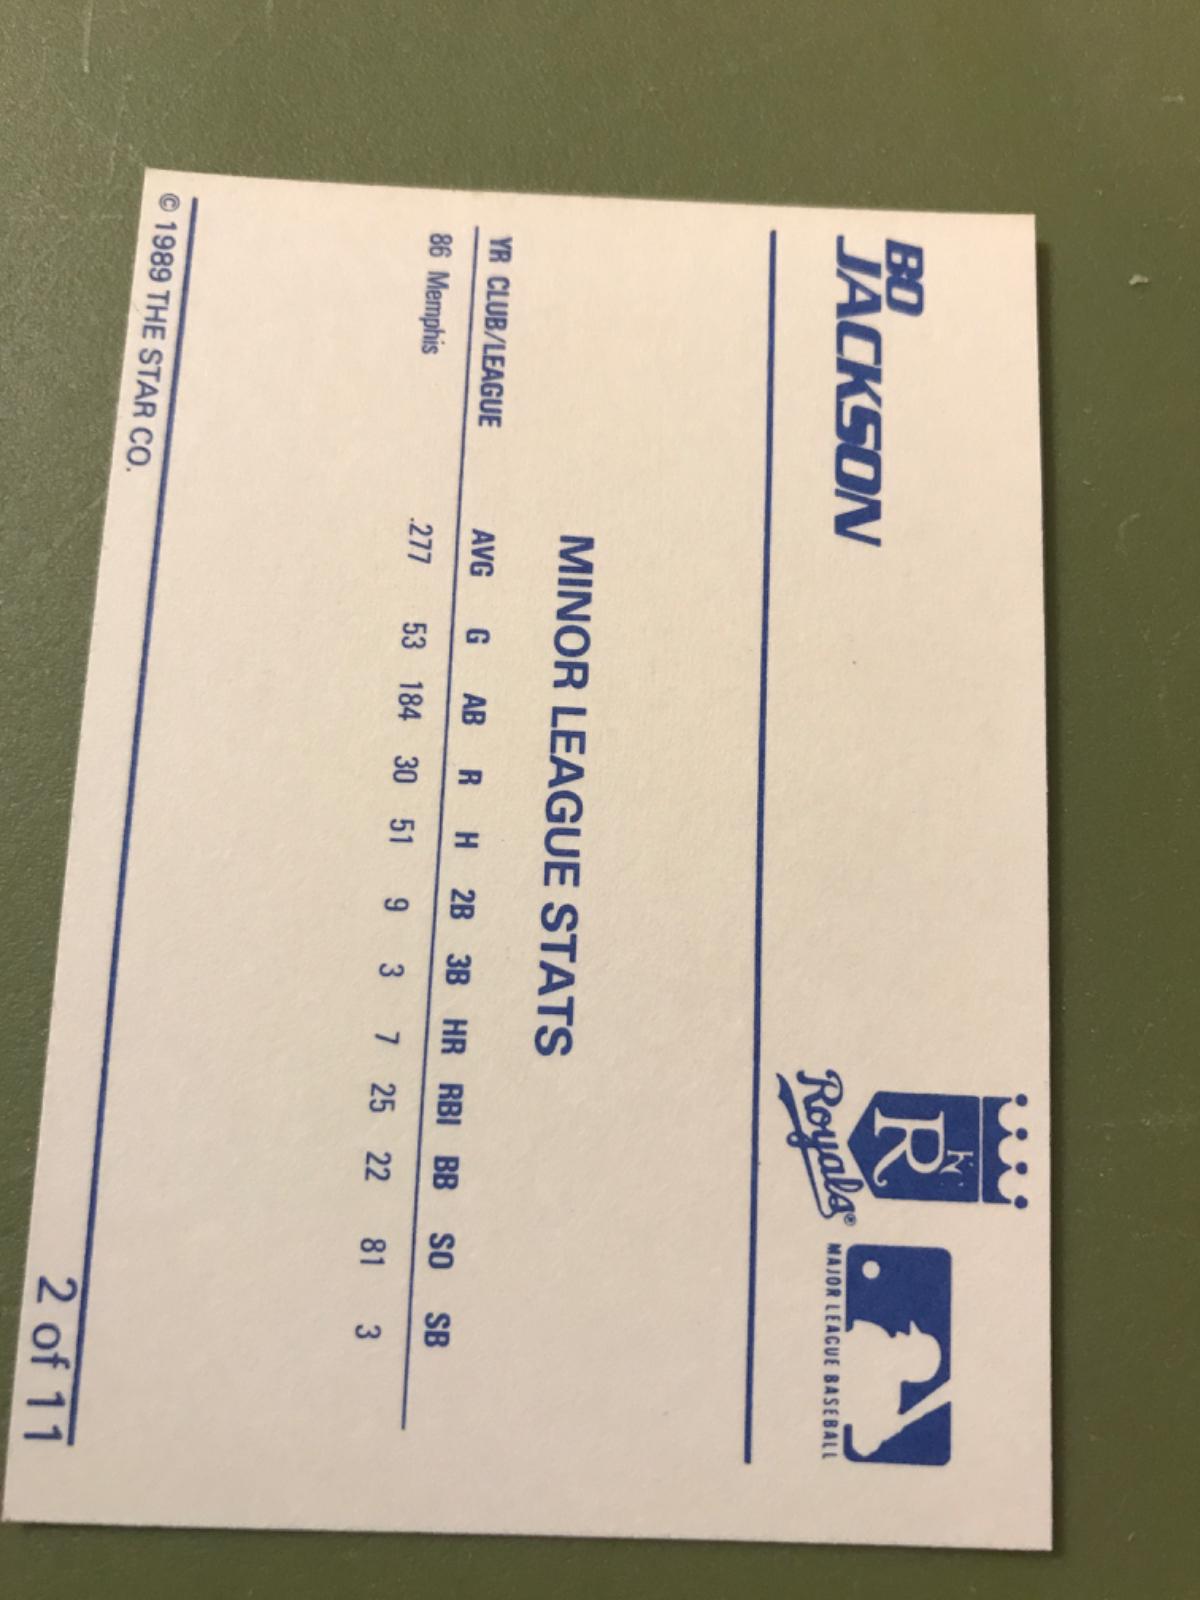 BO
JACKSON
R
K
Royals®
MAJOR LEAGUE BASEBALL
MINOR LEAGUE STATS
YR CLUB/LEAGUE AVG G AB R H 2B 3B HR RBI BB SO SB
86 Memphis .277 53 184 30 51 9 3 7 25 22 81 3
2 of 11
© 1989 THE STAR CO.